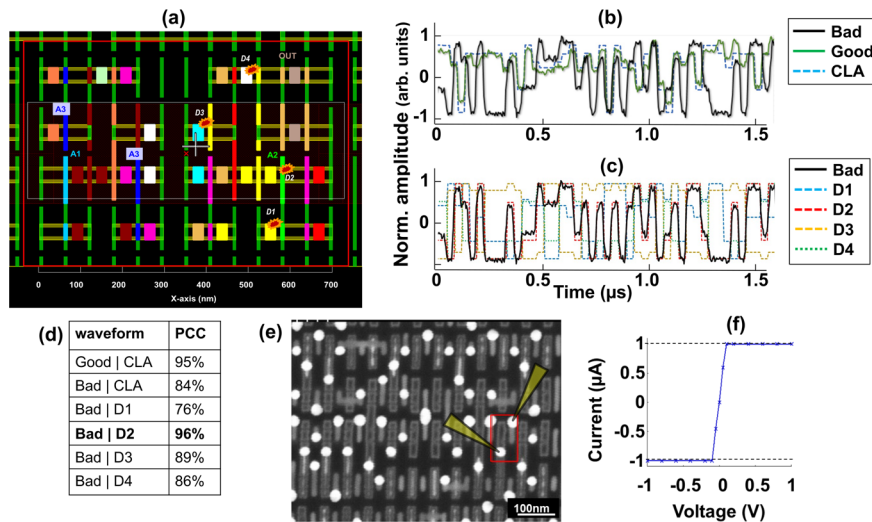 (a)
D4
OUT
A3
D3
A1
A3
A2
D2
D1
0 100 200 300 400 500 600 700
X-axis (nm)
(b)
1
0
-1
0 0.5 1.0 1.5
Bad
Good
CLA
Norm. amplitude (arb. units)
(c)
1
0
0 0.5 1.0 1.5
Time (µs)
Bad
D1
D2
D3
D4
(d)
waveform PCC
Good | CLA 95%
Bad | CLA 84%
Bad | D1 76%
Bad | D2 96%
Bad | D3 89%
Bad | D4 86%
(e)
100nm
(f)
Current (µA)
1
0.5
0
-0.5
-1
-1 -0.5 0 0.5 1
Voltage (V)